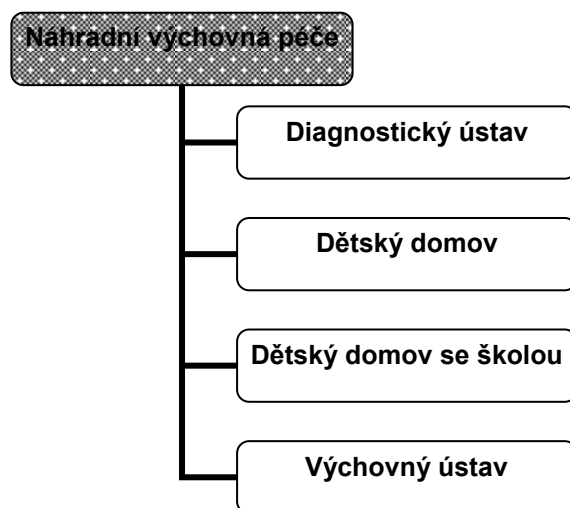 Náhradní výchovná péče
Diagnostický ústav
Dětský domov
Dětský domov se školou
Výchovný ústav